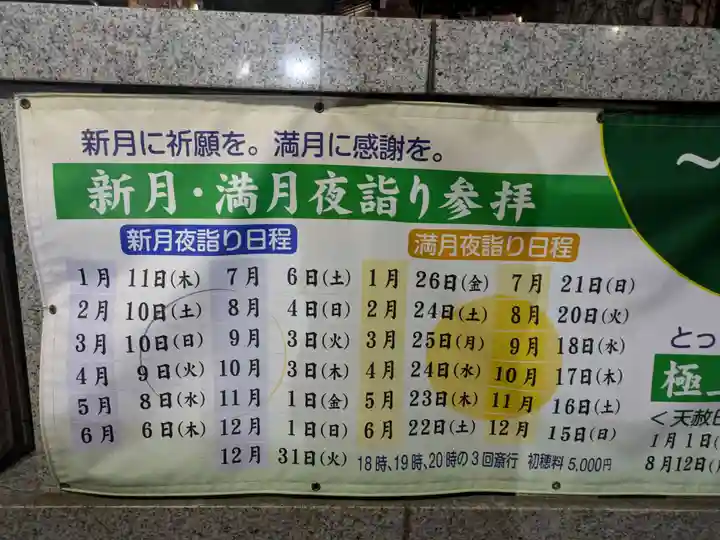 新月に祈願を。満月に感謝を。
新月・満月夜詣り参拝
新月夜詣り日程
1月 11日(木) 7月 6日(土)
2月 10日(土) 8月 4日(日)
3月 10日(日) 9月 3日(火)
4月 9日(火) 10月 3日(木)
5月 8日(水) 11月 1日(金)
6月 6日(木) 12月 1日(日)
12月 31日(火)
満月夜詣り日程
1月 26日(金) 7月 21日(日)
2月 24日(土) 8月 20日(火)
3月 25日(月) 9月 18日(水)
4月 24日(水) 10月 17日(木)
5月 23日(木) 11月 16日(土)
6月 22日(土) 12月 15日(日)
18時、19時、20時の3回斎行 初穂料 5,000円
〜
とっ
極
<天赦日
1月1日(
8月12日(